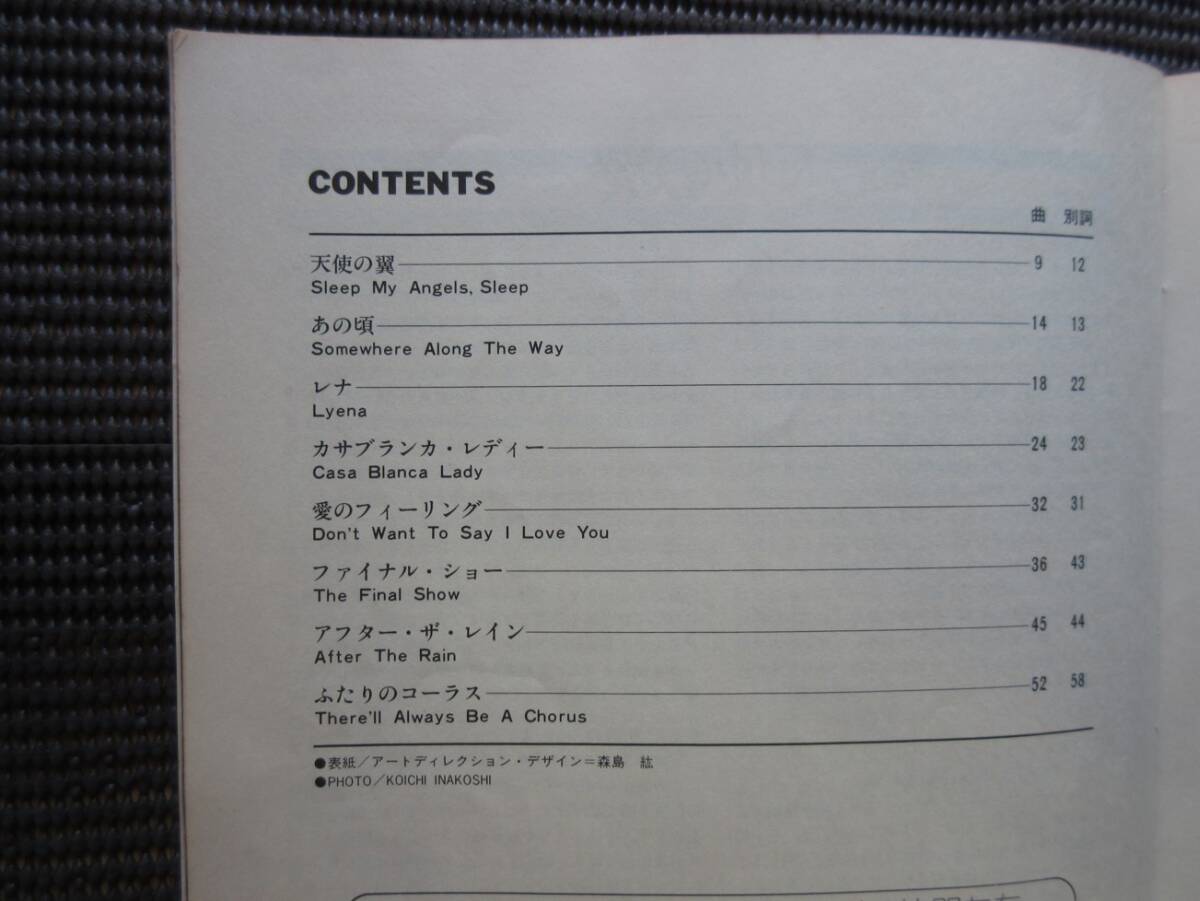 CONTENTS
曲 別詞
天使の翼 9 12
Sleep My Angels, Sleep
あの頃 14 13
Somewhere Along The Way
レナ 18 22
Lyena
カサブランカ・レディー 24 23
Casa Blanca Lady
愛のフィーリング 32 31
Don't Want To Say I Love You
ファイナル・ショー 36 43
The Final Show
アフター・ザ・レイン 45 44
After The Rain
ふたりのコーラス 52 58
There'll Always Be A Chorus
●表紙/アートディレクション・デザイン=森島 紘
●PHOTO/KOICHI INAKOSHI